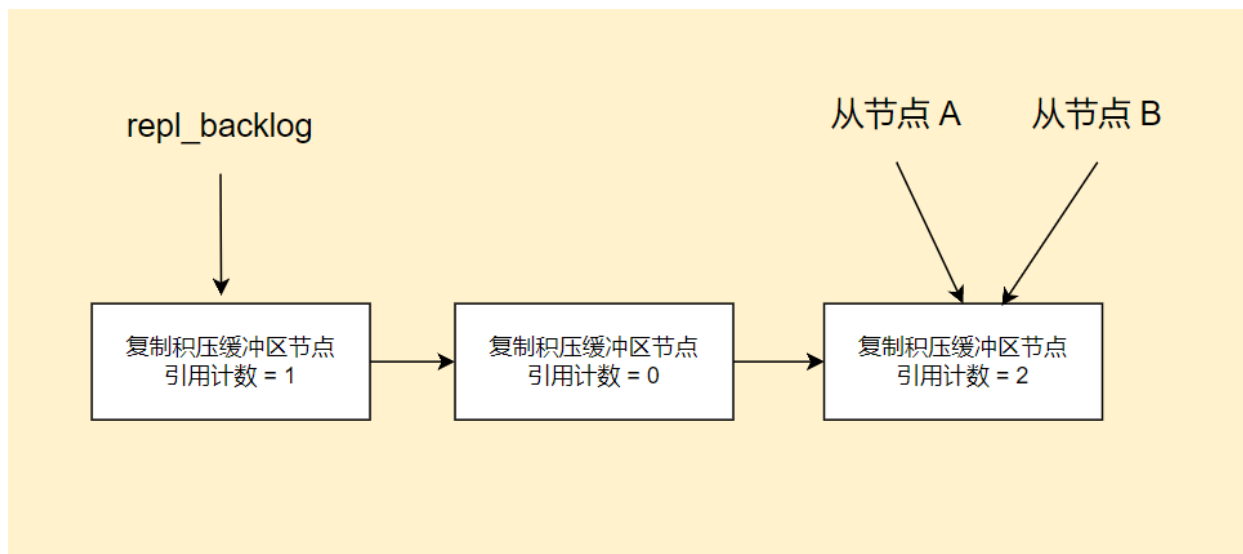 repl_backlog
从节点 A
从节点 B
复制积压缓冲区节点
引用计数 = 1
复制积压缓冲区节点
引用计数 = 0
复制积压缓冲区节点
引用计数 = 2